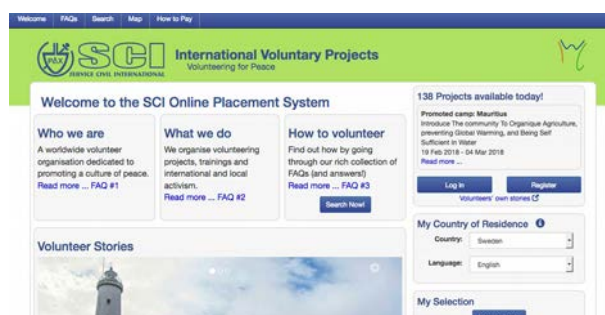 Welcome FAQs Search Map How to Pay
PAX
SCI
SERVICE CIVIL INTERNATIONAL
International Voluntary Projects
Volunteering for Peace
Welcome to the SCI Online Placement System
Who we are
A worldwide volunteer
organisation dedicated to
promoting a culture of peace.
Read more ... FAQ #1
What we do
We organise volunteering
projects, trainings and
international and local
activism.
Read more ... FAQ #2
How to volunteer
Find out how by going
through our rich collection of
FAQs (and answers!)
Read more ... FAQ #3
Search Now!
Volunteer Stories
138 Projects available today!
Promoted camp: Mauritius
Introduce The community To Organique Agriculture,
preventing Global Warming, and Being Self
Sufficient In Water
19 Feb 2018 - 04 Mar 2018
Read more ...
Log In Register
Volunteers' own stories
My Country of Residence
Country: Sweden
Language: English
My Selection